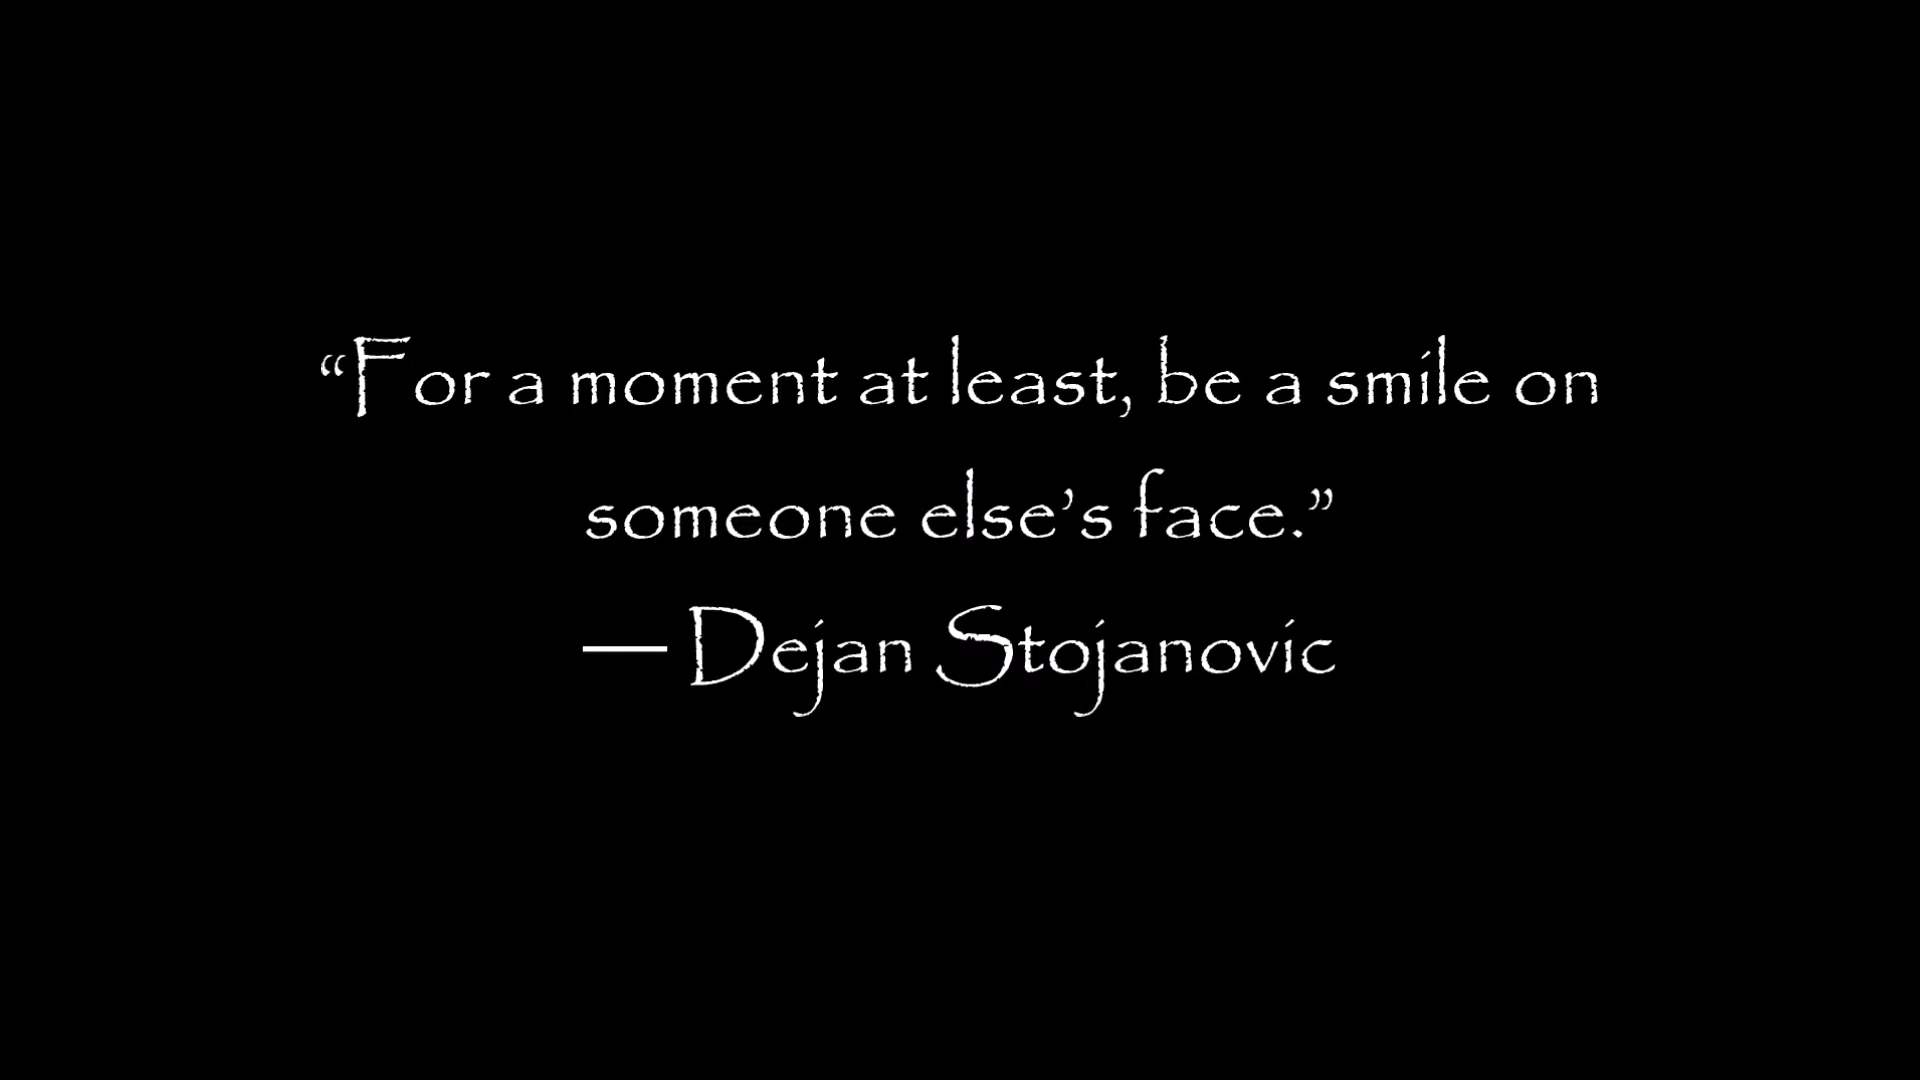 “For a moment at least, be a smile on
someone else’s face.”
— Dejan Stojanovic